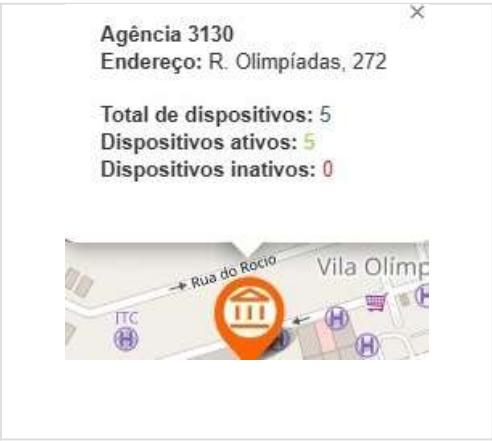 ×
Agência 3130
Endereço: R. Olimpíadas, 272
Total de dispositivos: 5
Dispositivos ativos: 5
Dispositivos inativos: 0
→ Rua do Rocio
Vila Olímp
ITC
H
H
H
H